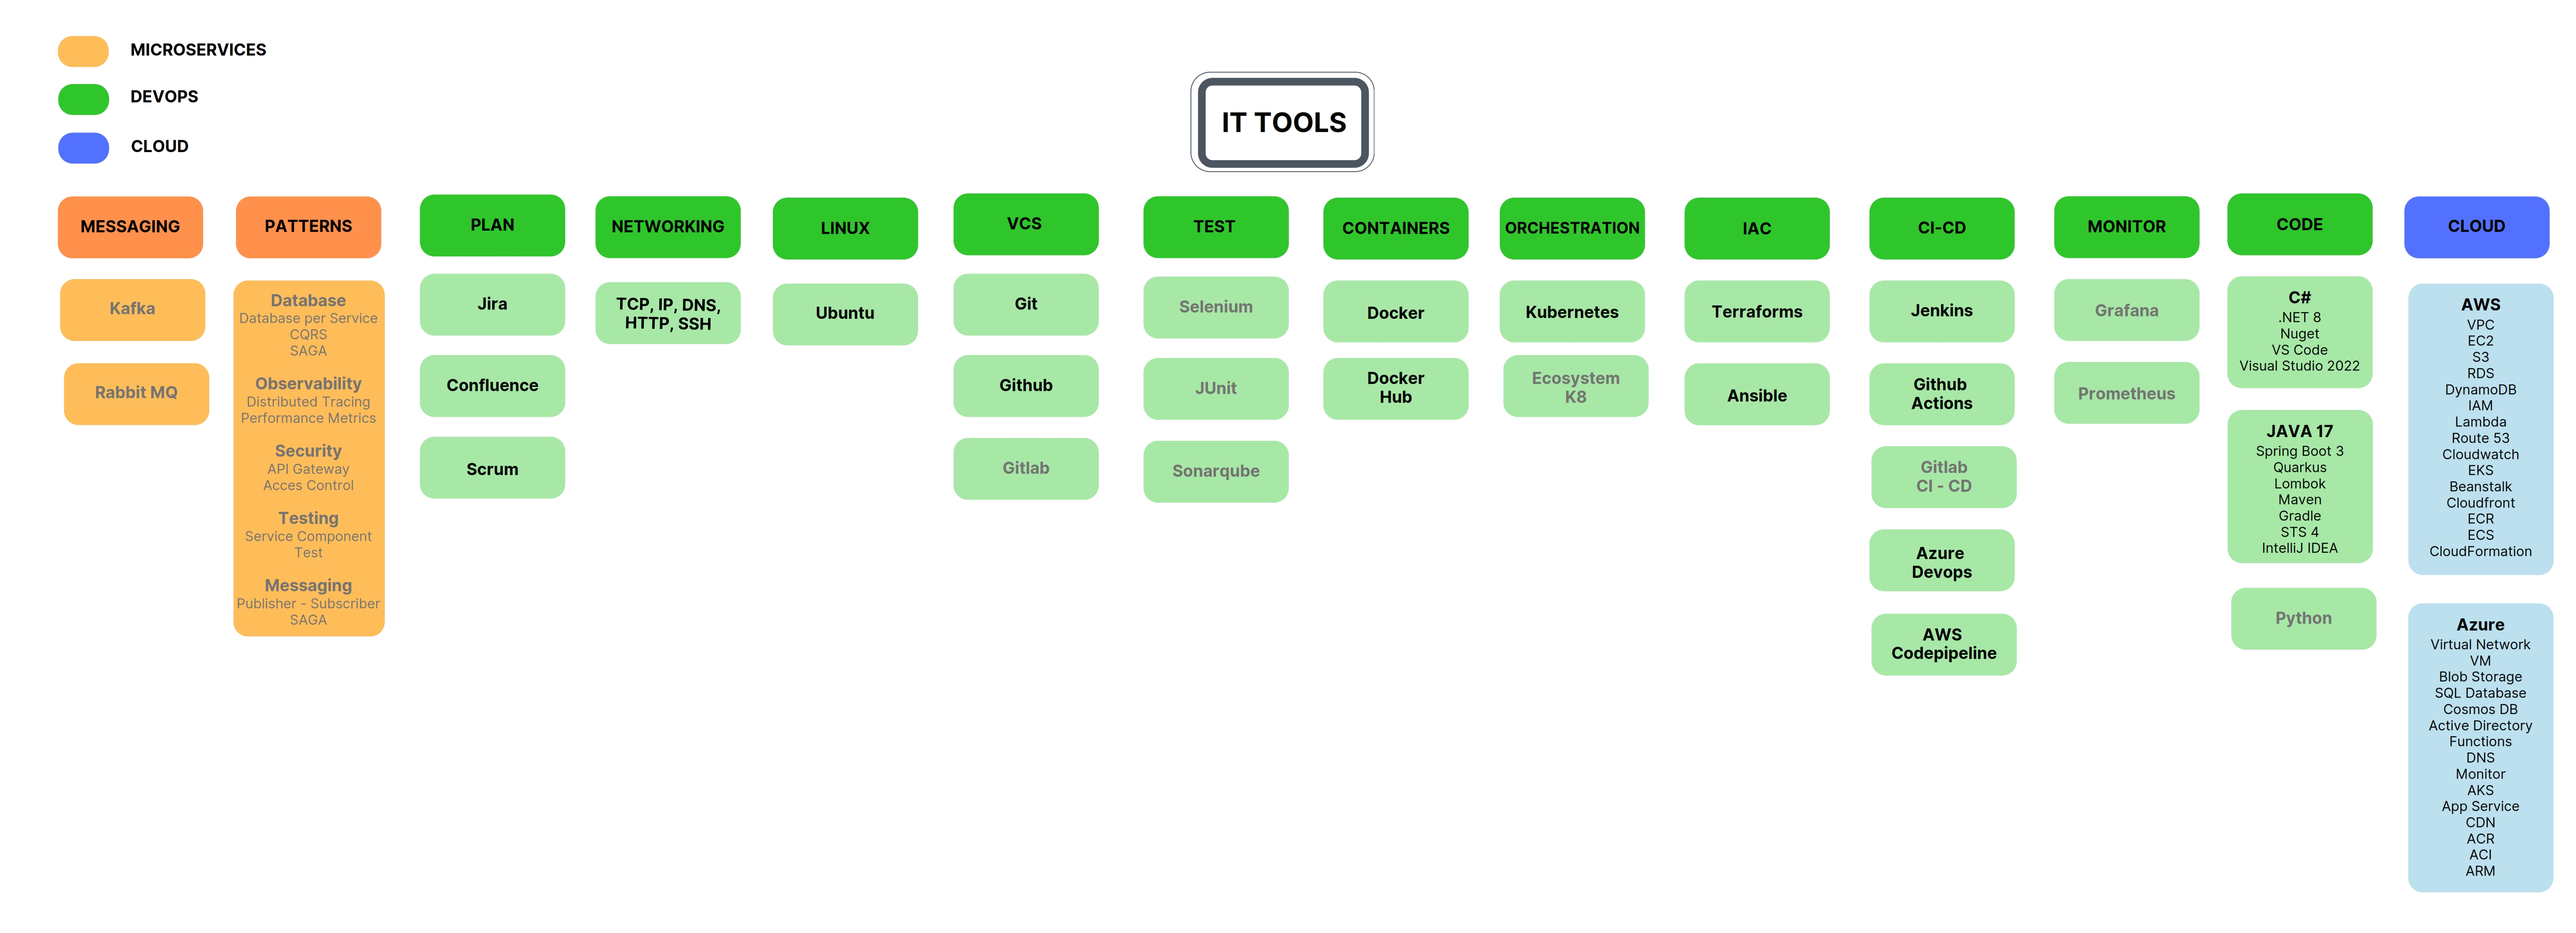 MICROSERVICES
DEVOPS
CLOUD
IT TOOLS
MESSAGING
Kafka
Rabbit MQ
PATTERNS
Database
Database per Service
CQRS
SAGA
Observability
Distributed Tracing
Performance Metrics
Security
API Gateway
Acces Control
Testing
Service Component
Test
Messaging
Publisher - Subscriber
SAGA
PLAN
Jira
Confluence
Scrum
NETWORKING
TCP, IP, DNS,
HTTP, SSH
LINUX
Ubuntu
VCS
Git
Github
Gitlab
TEST
Selenium
JUnit
Sonarqube
CONTAINERS
Docker
Docker
Hub
ORCHESTRATION
Kubernetes
Ecosystem
K8
IAC
Terraforms
Ansible
CI-CD
Jenkins
Github
Actions
Gitlab
CI - CD
Azure
Devops
AWS
Codepipeline
MONITOR
Grafana
Prometheus
CODE
C#
.NET 8
Nuget
VS Code
Visual Studio 2022
JAVA 17
Spring Boot 3
Quarkus
Lombok
Maven
Gradle
STS 4
IntelliJ IDEA
Python
CLOUD
AWS
VPC
EC2
S3
RDS
DynamoDB
IAM
Lambda
Route 53
Cloudwatch
EKS
Beanstalk
Cloudfront
ECR
ECS
CloudFormation
Azure
Virtual Network
VM
Blob Storage
SQL Database
Cosmos DB
Active Directory
Functions
DNS
Monitor
AKS
App Service
CDN
ACR
ACI
ARM